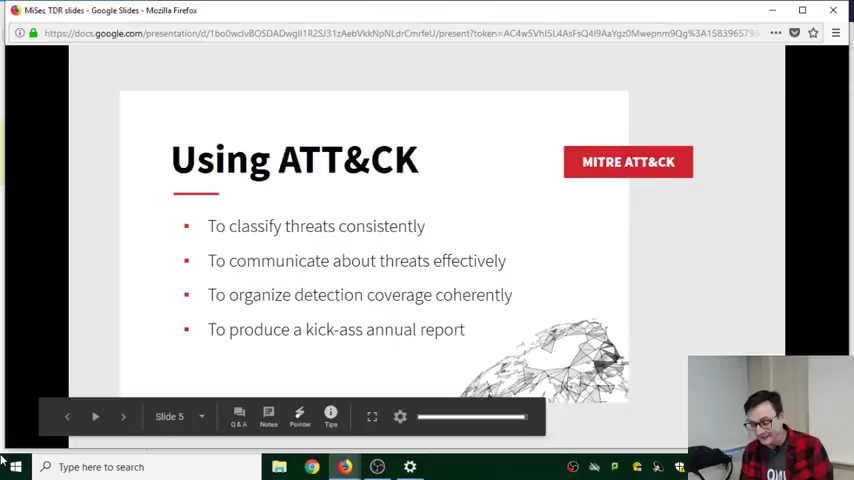 MiSec TDR slides - Google Slides - Mozilla Firefox
Using ATT&CK
MITRE ATT&CK
▪ To classify threats consistently
▪ To communicate about threats effectively
▪ To organize detection coverage coherently
▪ To produce a kick-ass annual report
Slide 5
Q & A
Notes
Pointer
Tips
Type here to search